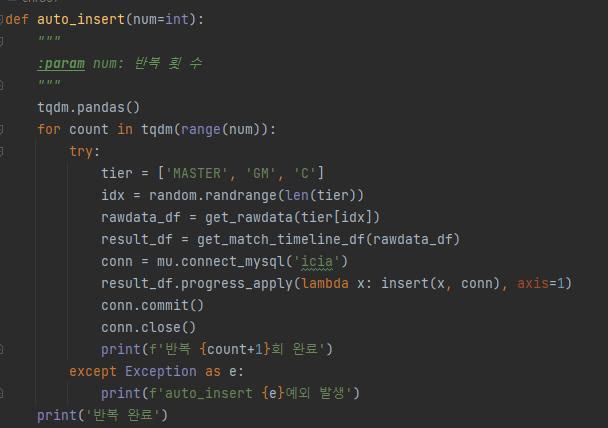 def auto_insert(num=int):
    """
    :param num: 반복 횟 수
    """
    tqdm.pandas()
    for count in tqdm(range(num)):
        try:
            tier = ['MASTER', 'GM', 'C']
            idx = random.randrange(len(tier))
            rawdata_df = get_rawdata(tier[idx])
            result_df = get_match_timeline_df(rawdata_df)
            conn = mu.connect_mysql('icia')
            result_df.progress_apply(lambda x: insert(x, conn), axis=1)
            conn.commit()
            conn.close()
            print(f'반복 {count+1}회 완료')
        except Exception as e:
            print(f'auto_insert {e}예외 발생')
    print('반복 완료')